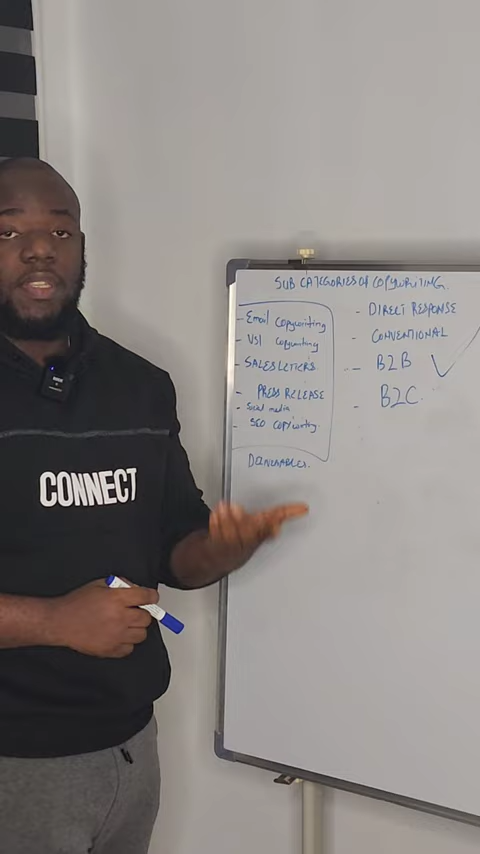 SUB CATEGORIES OF COPYWRITING.
- Email copywriting
- VSL copywriting
- SALES LETTERS
- PRESS RELEASE
- Social media
- SEO copywriting
- DIRECT RESPONSE
- CONVENTIONAL
- B2B
- B2C.
CONNECT